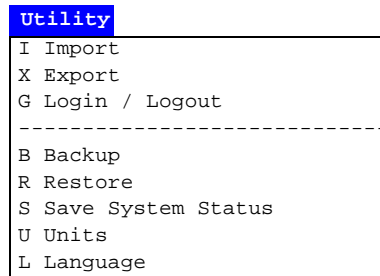 Utility
I Import
X Export
G Login / Logout
----------------------------
B Backup
R Restore
S Save System Status
U Units
L Language